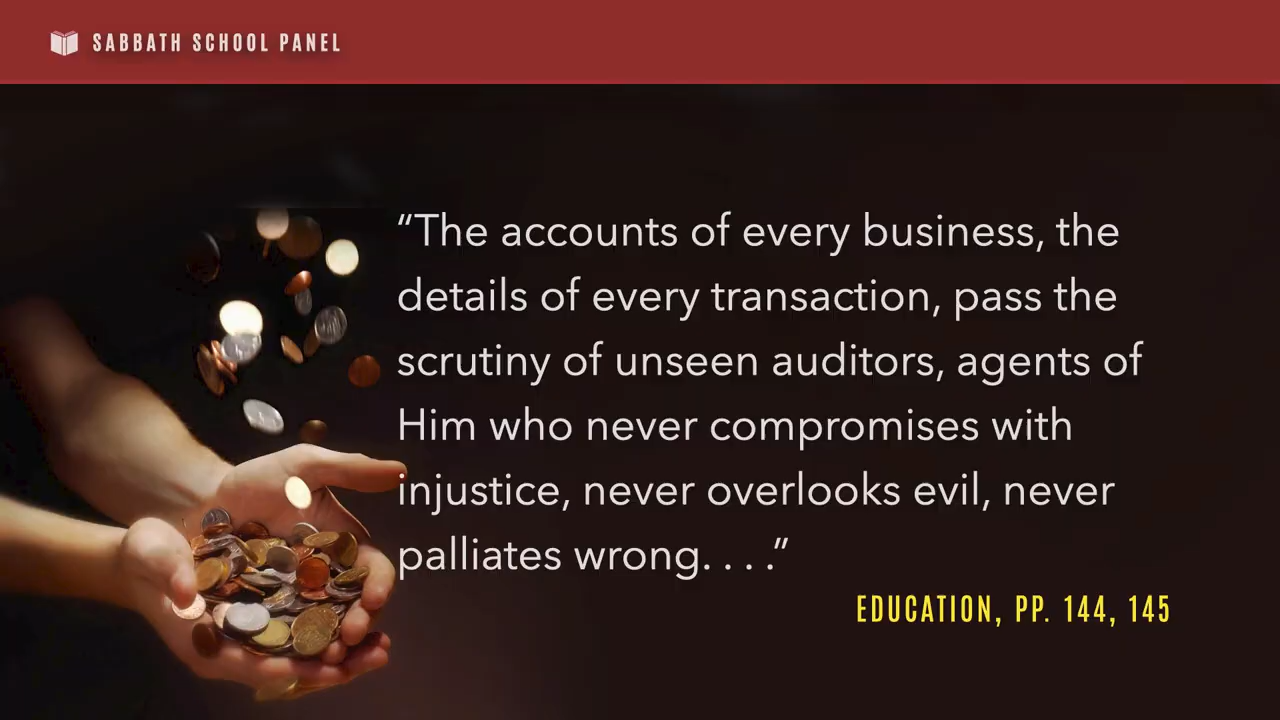 SABBATH SCHOOL PANEL
“The accounts of every business, the
details of every transaction, pass the
scrutiny of unseen auditors, agents of
Him who never compromises with
injustice, never overlooks evil, never
palliates wrong. . . .”
EDUCATION, PP. 144, 145